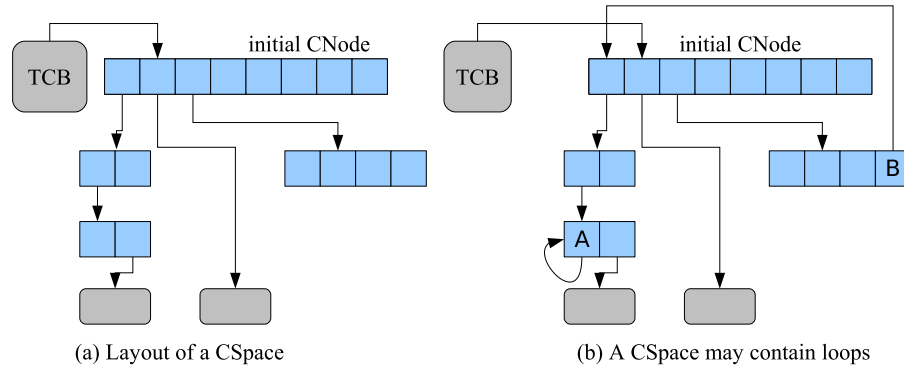 initial CNode
TCB
(a) Layout of a CSpace
initial CNode
TCB
B
A
(b) A CSpace may contain loops